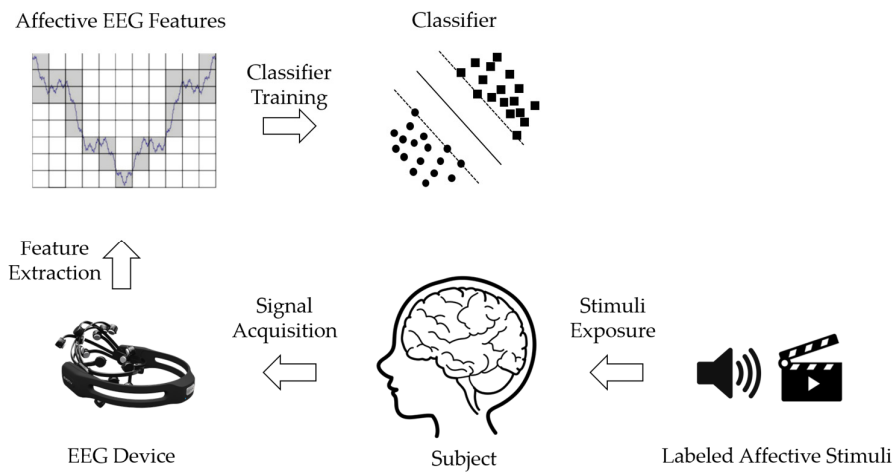 Affective EEG Features
Classifier
Classifier
Training
Feature
Extraction
Signal
Acquisition
Stimuli
Exposure
EEG Device
Subject
Labeled Affective Stimuli